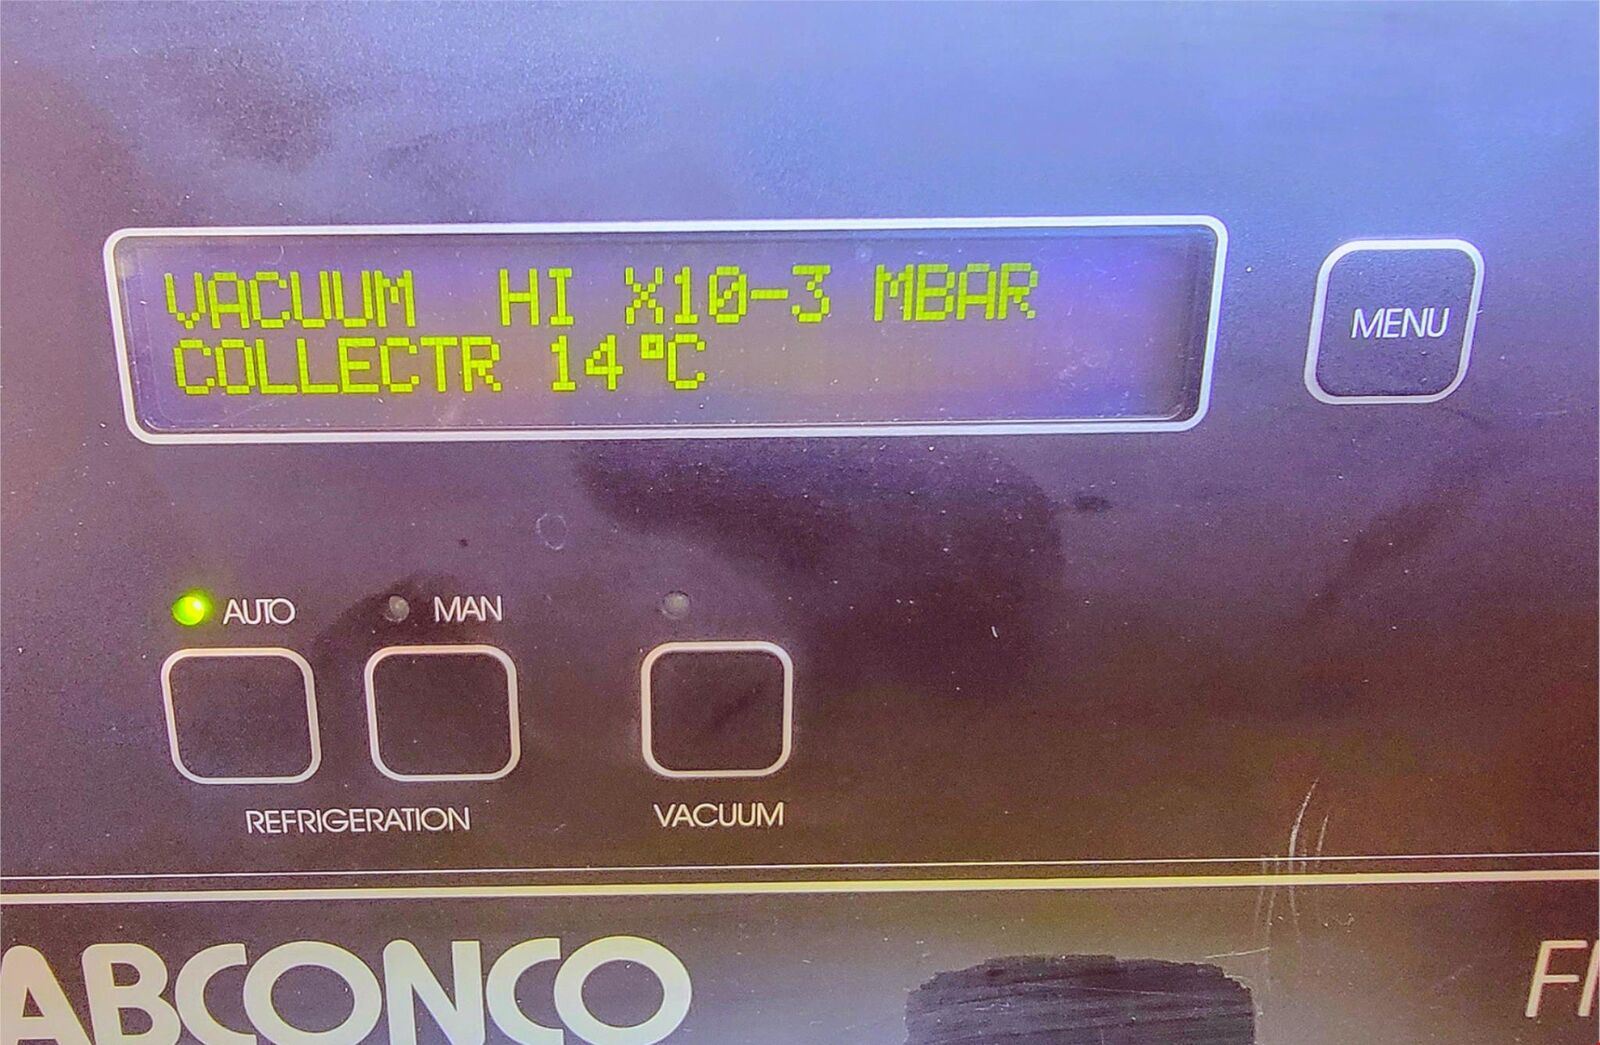 VACUUM HI X10-3 MBAR
COLLECTR 14°C
MENU
AUTO MAN
REFRIGERATION VACUUM
ABCONCO